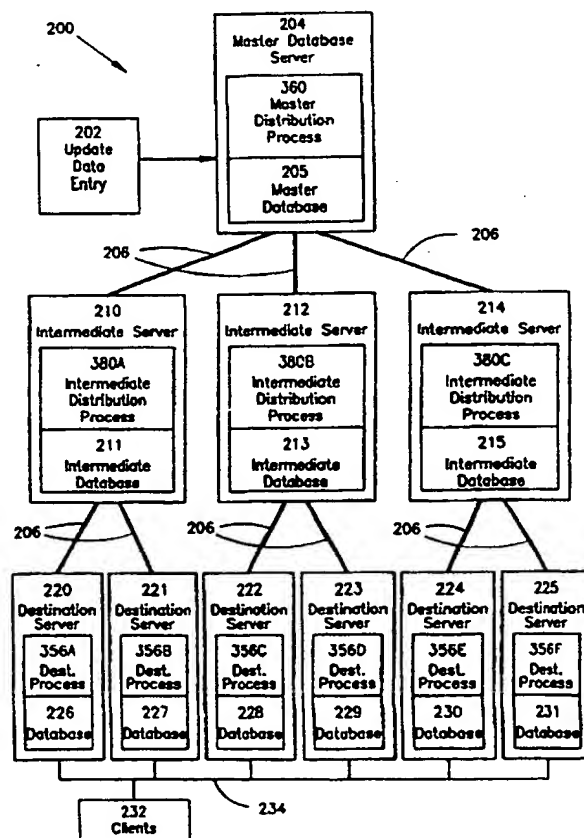 200
204
Master Database
Server
360
Master
Distribution
Process
205
Master
Database
202
Update
Data
Entry
206
206
210
Intermediate Server
380A
Intermediate
Distribution
Process
211
Intermediate
Database
212
Intermediate Server
380B
Intermediate
Distribution
Process
213
Intermediate
Database
214
Intermediate Server
380C
Intermediate
Distribution
Process
215
Intermediate
Database
206
206
206
220
Destination
Server
356A
Dest.
Process
226
Database
221
Destination
Server
356B
Dest.
Process
227
Database
222
Destination
Server
356C
Dest.
Process
228
Database
223
Destination
Server
356D
Dest.
Process
229
Database
224
Destination
Server
356E
Dest.
Process
230
Database
225
Destination
Server
356F
Dest.
Process
231
Database
232
Clients
234